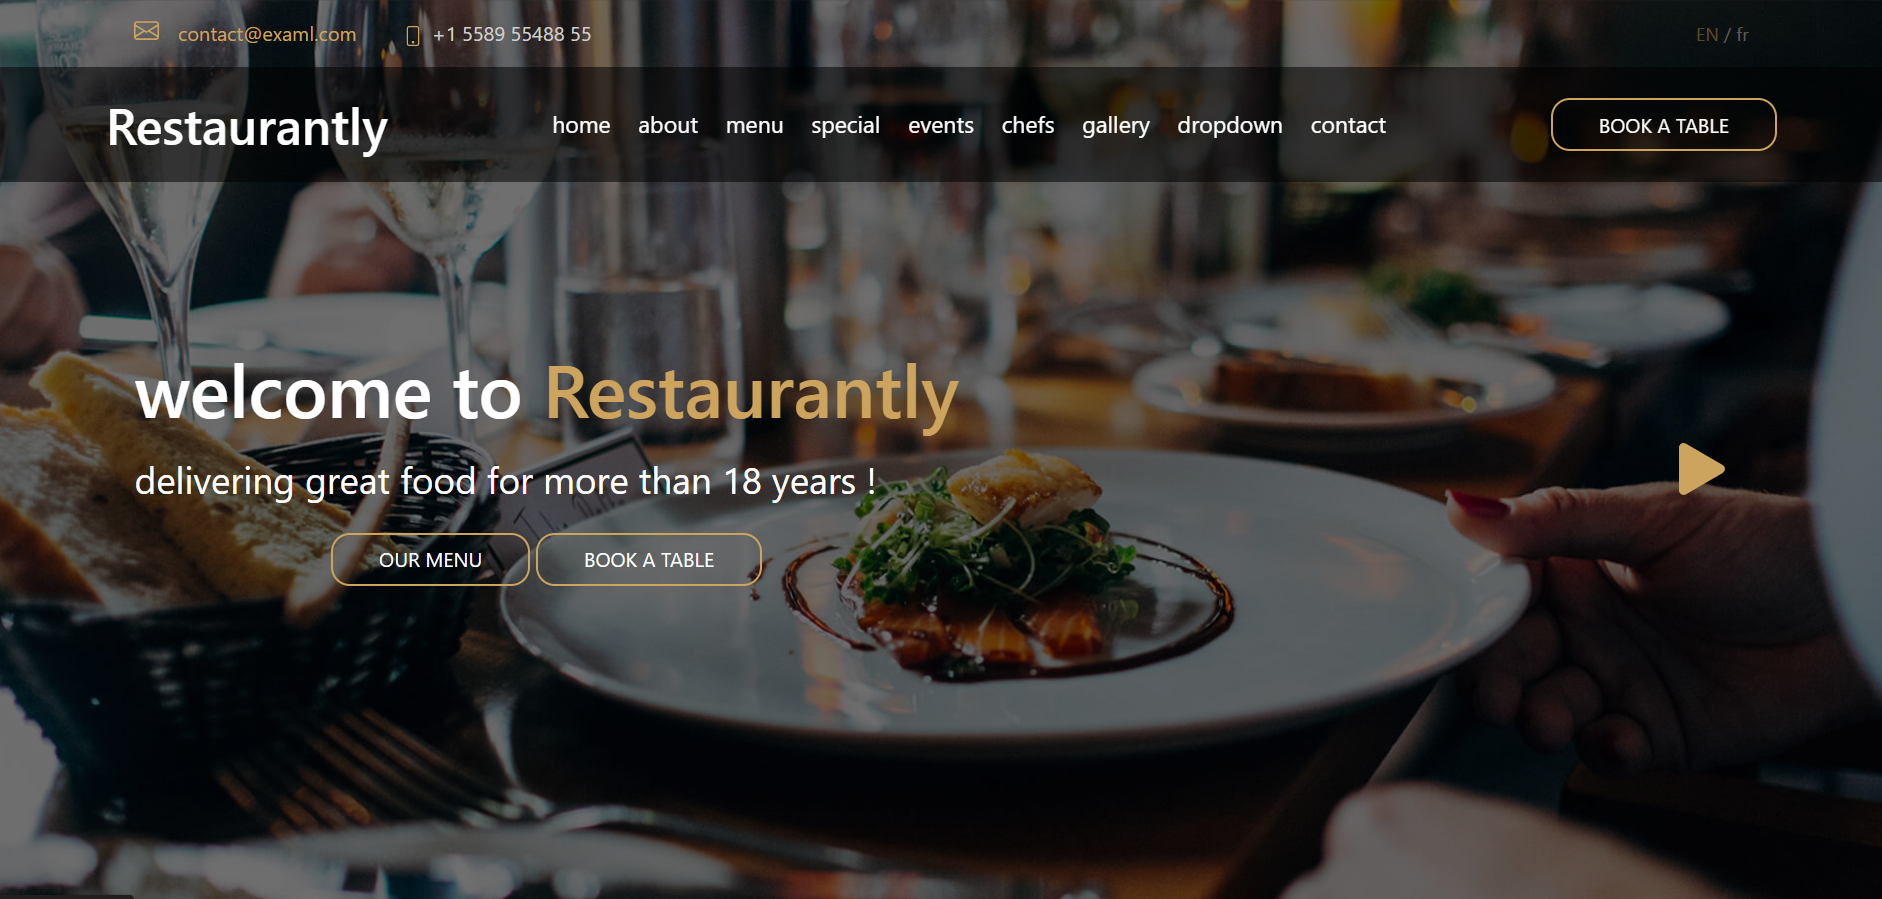 contact@examl.com +1 5589 55488 55 EN / fr
Restaurantly home about menu special events chefs gallery dropdown contact BOOK A TABLE
welcome to Restaurantly
delivering great food for more than 18 years !
OUR MENU BOOK A TABLE